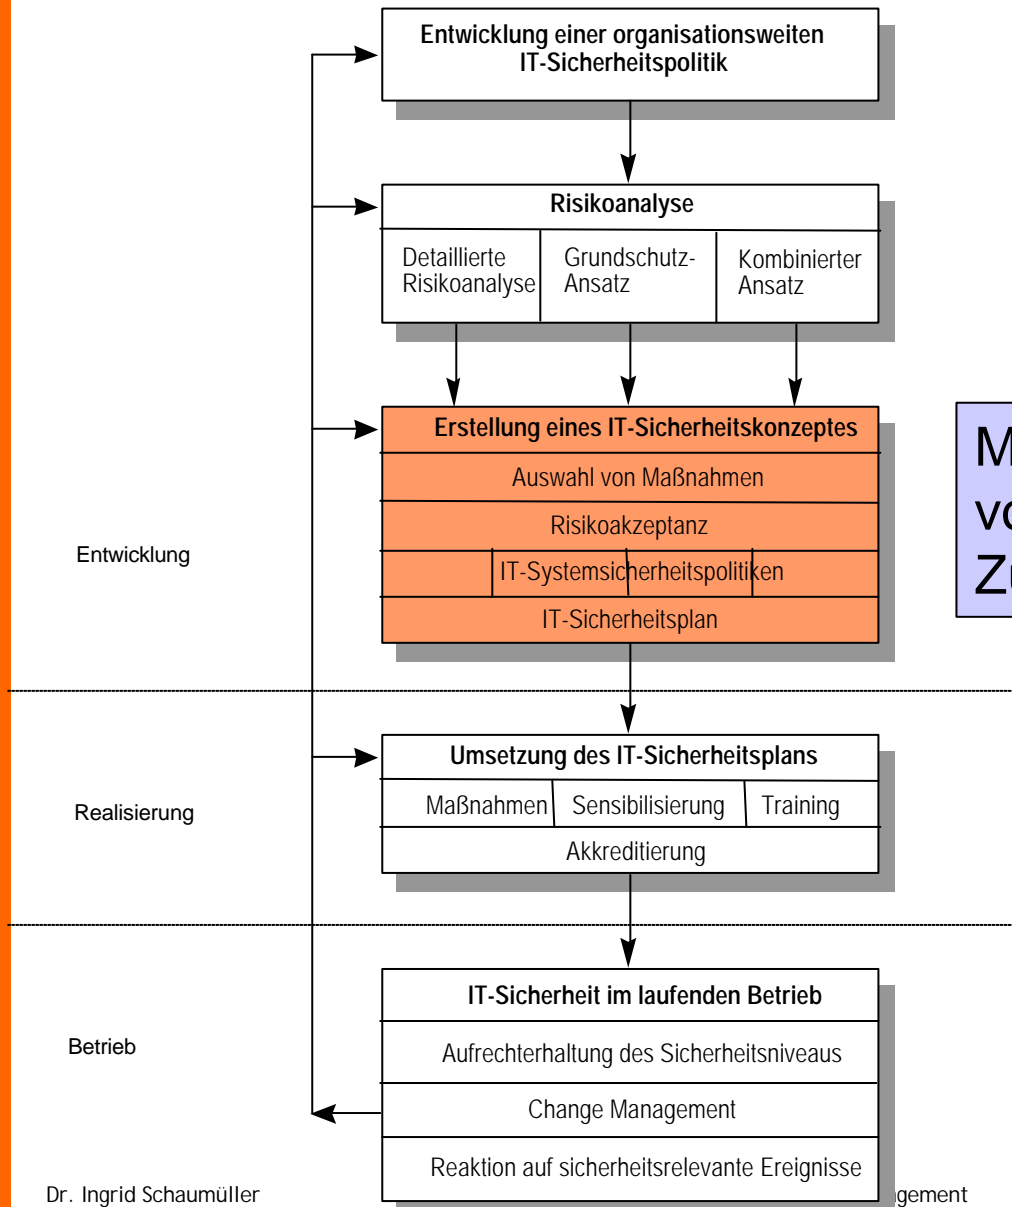 Entwicklung einer organisationsweiten
IT-Sicherheitspolitik
Risikoanalyse
Detaillierte
Risikoanalyse
Grundschutz-
Ansatz
Kombinierter
Ansatz
Erstellung eines IT-Sicherheitskonzeptes
Auswahl von Maßnahmen
Risikoakzeptanz
IT-Systemsicherheitspolitiken
IT-Sicherheitsplan
Entwicklung
Umsetzung des IT-Sicherheitsplans
Maßnahmen
Sensibilisierung
Training
Akkreditierung
Realisierung
IT-Sicherheit im laufenden Betrieb
Aufrechterhaltung des Sicherheitsniveaus
Change Management
Reaktion auf sicherheitsrelevante Ereignisse
Betrieb
Dr. Ingrid Schaumüller